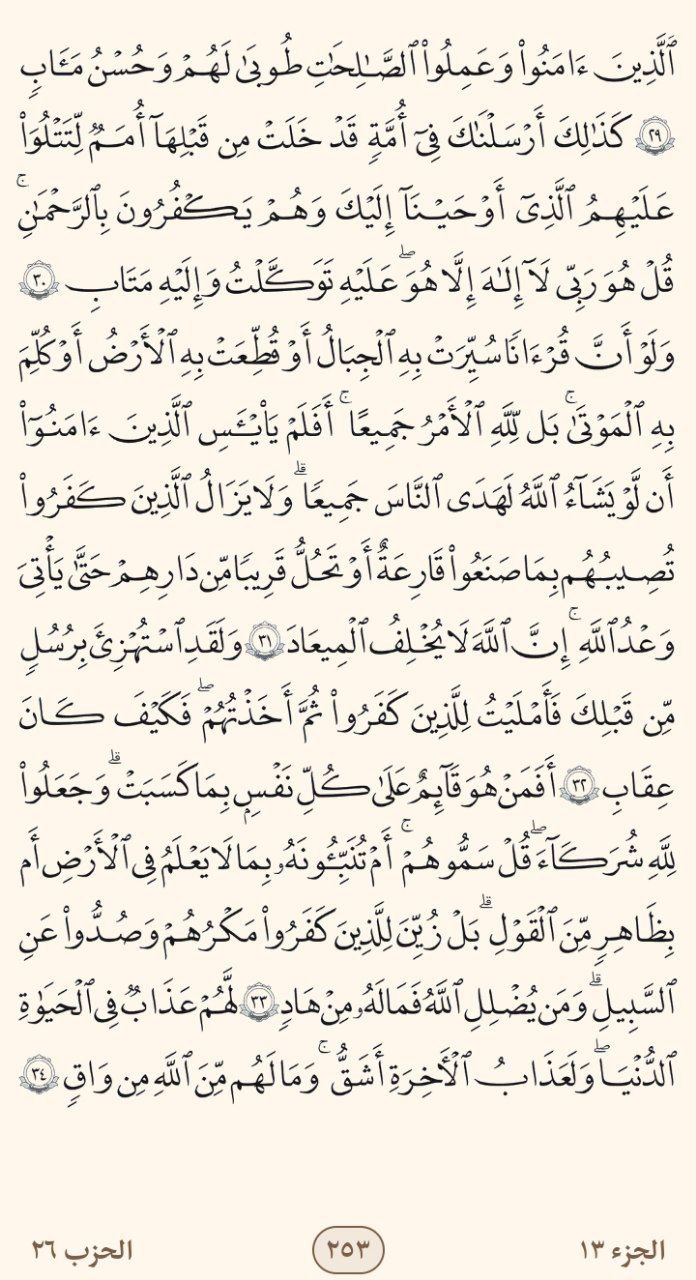 ٱلَّذِينَ ءَامَنُوا۟ وَعَمِلُوا۟ ٱلصَّـٰلِحَـٰتِ طُوبَىٰ لَهُمْ وَحُسْنُ مَـَٔابٍ
٢٩ كَذَٰلِكَ أَرْسَلْنَـٰكَ فِىٓ أُمَّةٍ قَدْ خَلَتْ مِن قَبْلِهَآ أُمَمٌ لِّتَتْلُوَا۟
عَلَيْهِمُ ٱلَّذِىٓ أَوْحَيْنَآ إِلَيْكَ وَهُمْ يَكْفُرُونَ بِٱلرَّحْمَـٰنِ ۚ
قُلْ هُوَ رَبِّى لَآ إِلَـٰهَ إِلَّا هُوَ ۖ عَلَيْهِ تَوَكَّلْتُ وَإِلَيْهِ مَتَابِ ٣٠
وَلَوْ أَنَّ قُرْءَانًا سُيِّرَتْ بِهِ ٱلْجِبَالُ أَوْ قُطِّعَتْ بِهِ ٱلْأَرْضُ أَوْ كُلِّمَ
بِهِ ٱلْمَوْتَىٰ ۗ بَل لِّلَّهِ ٱلْأَمْرُ جَمِيعًا ۗ أَفَلَمْ يَا۟يْـَٔسِ ٱلَّذِينَ ءَامَنُوٓا۟
أَن لَّوْ يَشَآءُ ٱللَّهُ لَهَدَى ٱلنَّاسَ جَمِيعًا ۗ وَلَا يَزَالُ ٱلَّذِينَ كَفَرُوا۟
تُصِيبُهُم بِمَا صَنَعُوا۟ قَارِعَةٌ أَوْ تَحُلُّ قَرِيبًا مِّن دَارِهِمْ حَتَّىٰ يَأْتِىَ
وَعْدُ ٱللَّهِ ۚ إِنَّ ٱللَّهَ لَا يُخْلِفُ ٱلْمِيعَادَ ٣١ وَلَقَدِ ٱسْتُهْزِئَ بِرُسُلٍ
مِّن قَبْلِكَ فَأَمْلَيْتُ لِلَّذِينَ كَفَرُوا۟ ثُمَّ أَخَذْتُهُمْ ۖ فَكَيْفَ كَانَ
عِقَابِ ٣٢ أَفَمَنْ هُوَ قَآئِمٌ عَلَىٰ كُلِّ نَفْسٍۭ بِمَا كَسَبَتْ ۗ وَجَعَلُوا۟
لِلَّهِ شُرَكَآءَ ۖ قُلْ سَمُّوهُمْ ۚ أَمْ تُنَبِّـُٔونَهُۥ بِمَا لَا يَعْلَمُ فِى ٱلْأَرْضِ أَم
بِظَـٰهِرٍ مِّنَ ٱلْقَوْلِ ۗ بَلْ زُيِّنَ لِلَّذِينَ كَفَرُوا۟ مَكْرُهُمْ وَصُدُّوا۟ عَنِ
ٱلسَّبِيلِ ۗ وَمَن يُضْلِلِ ٱللَّهُ فَمَا لَهُۥ مِنْ هَادٍ ٣٣ لَّهُمْ عَذَابٌ فِى ٱلْحَيَوٰةِ
ٱلدُّنْيَا ۖ وَلَعَذَابُ ٱلْـَٔاخِرَةِ أَشَقُّ ۚ وَمَا لَهُم مِّنَ ٱللَّهِ مِن وَاقٍ ٣٤
الجزء ١٣ ٢٥٣ الحزب ٢٦